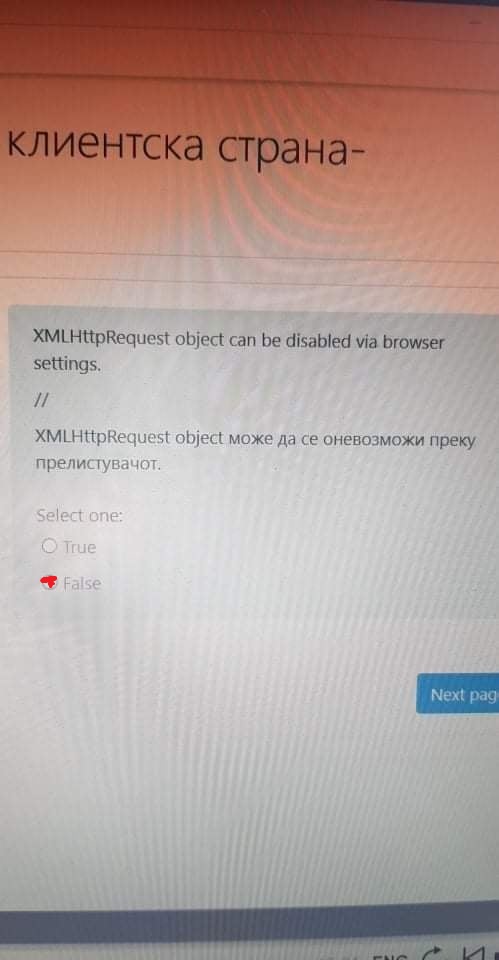 клиентска страна-
XMLHttpRequest object can be disabled via browser
settings.
//
XMLHttpRequest object може да се оневозможи преку
прелистувачот.
Select one:
True
False
Next pag